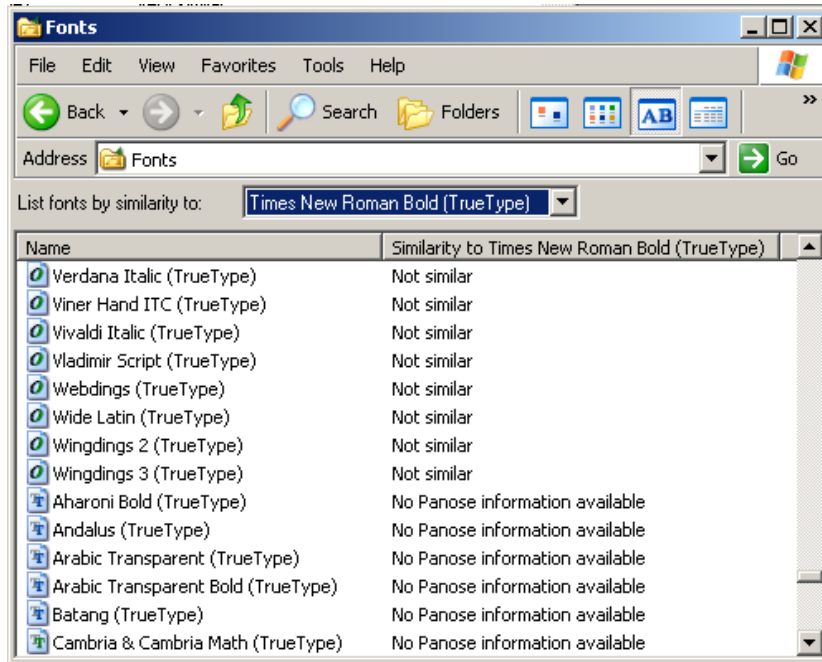 Fonts
File Edit View Favorites Tools Help
Back Search Folders AB »
Address Fonts Go
List fonts by similarity to: Times New Roman Bold (TrueType)
Name Similarity to Times New Roman Bold (TrueType)
Verdana Italic (TrueType) Not similar
Viner Hand ITC (TrueType) Not similar
Vivaldi Italic (TrueType) Not similar
Vladimir Script (TrueType) Not similar
Webdings (TrueType) Not similar
Wide Latin (TrueType) Not similar
Wingdings 2 (TrueType) Not similar
Wingdings 3 (TrueType) Not similar
Aharoni Bold (TrueType) No Panose information available
Andalus (TrueType) No Panose information available
Arabic Transparent (TrueType) No Panose information available
Arabic Transparent Bold (TrueType) No Panose information available
Batang (TrueType) No Panose information available
Cambria & Cambria Math (TrueType) No Panose information available